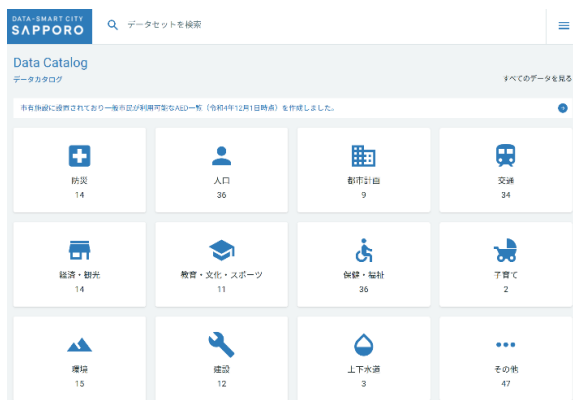 DATA-SMART CITY
SAPPORO
データセットを検索
Data Catalog
データカタログ
すべてのデータを見る
市有施設に設置されており一般市民が利用可能なAED一覧（令和4年12月1日時点）を作成しました。
防災
14
人口
36
都市計画
9
交通
34
経済・観光
14
教育・文化・スポーツ
11
保健・福祉
36
子育て
2
環境
15
建設
12
上下水道
3
その他
47